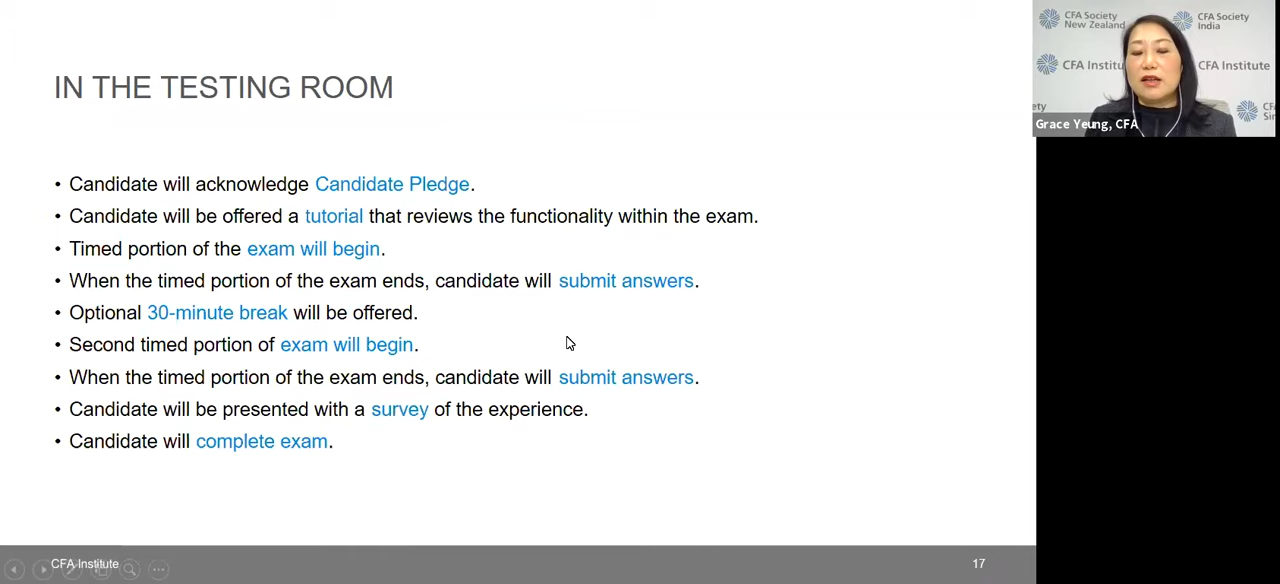 IN THE TESTING ROOM
• Candidate will acknowledge Candidate Pledge.
• Candidate will be offered a tutorial that reviews the functionality within the exam.
• Timed portion of the exam will begin.
• When the timed portion of the exam ends, candidate will submit answers.
• Optional 30-minute break will be offered.
• Second timed portion of exam will begin.
• When the timed portion of the exam ends, candidate will submit answers.
• Candidate will be presented with a survey of the experience.
• Candidate will complete exam.
CFA Institute
17
CFA Society
New Zealand
CFA Society
India
CFA Institu
CFA Institute
ety
CF
Sin
Grace Yeung, CFA